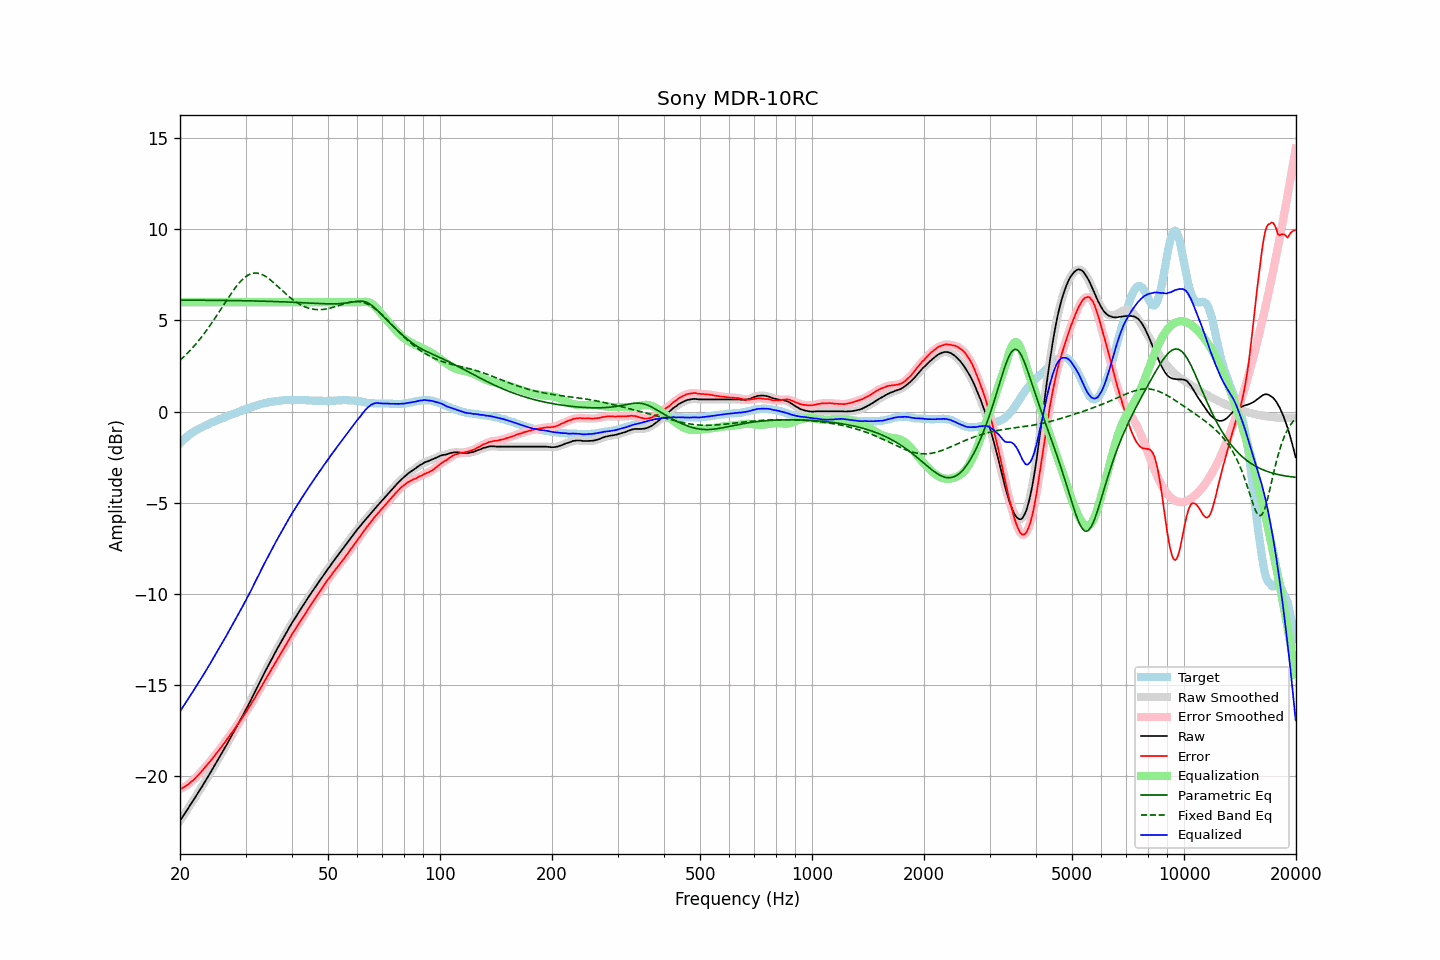 Sony MDR-10RC
Amplitude (dBr)
15
10
5
0
−5
−10
−15
−20
20
50
100
200
500
1000
2000
5000
10000
20000
Frequency (Hz)
Target
Raw Smoothed
Error Smoothed
Raw
Error
Equalization
Parametric Eq
Fixed Band Eq
Equalized